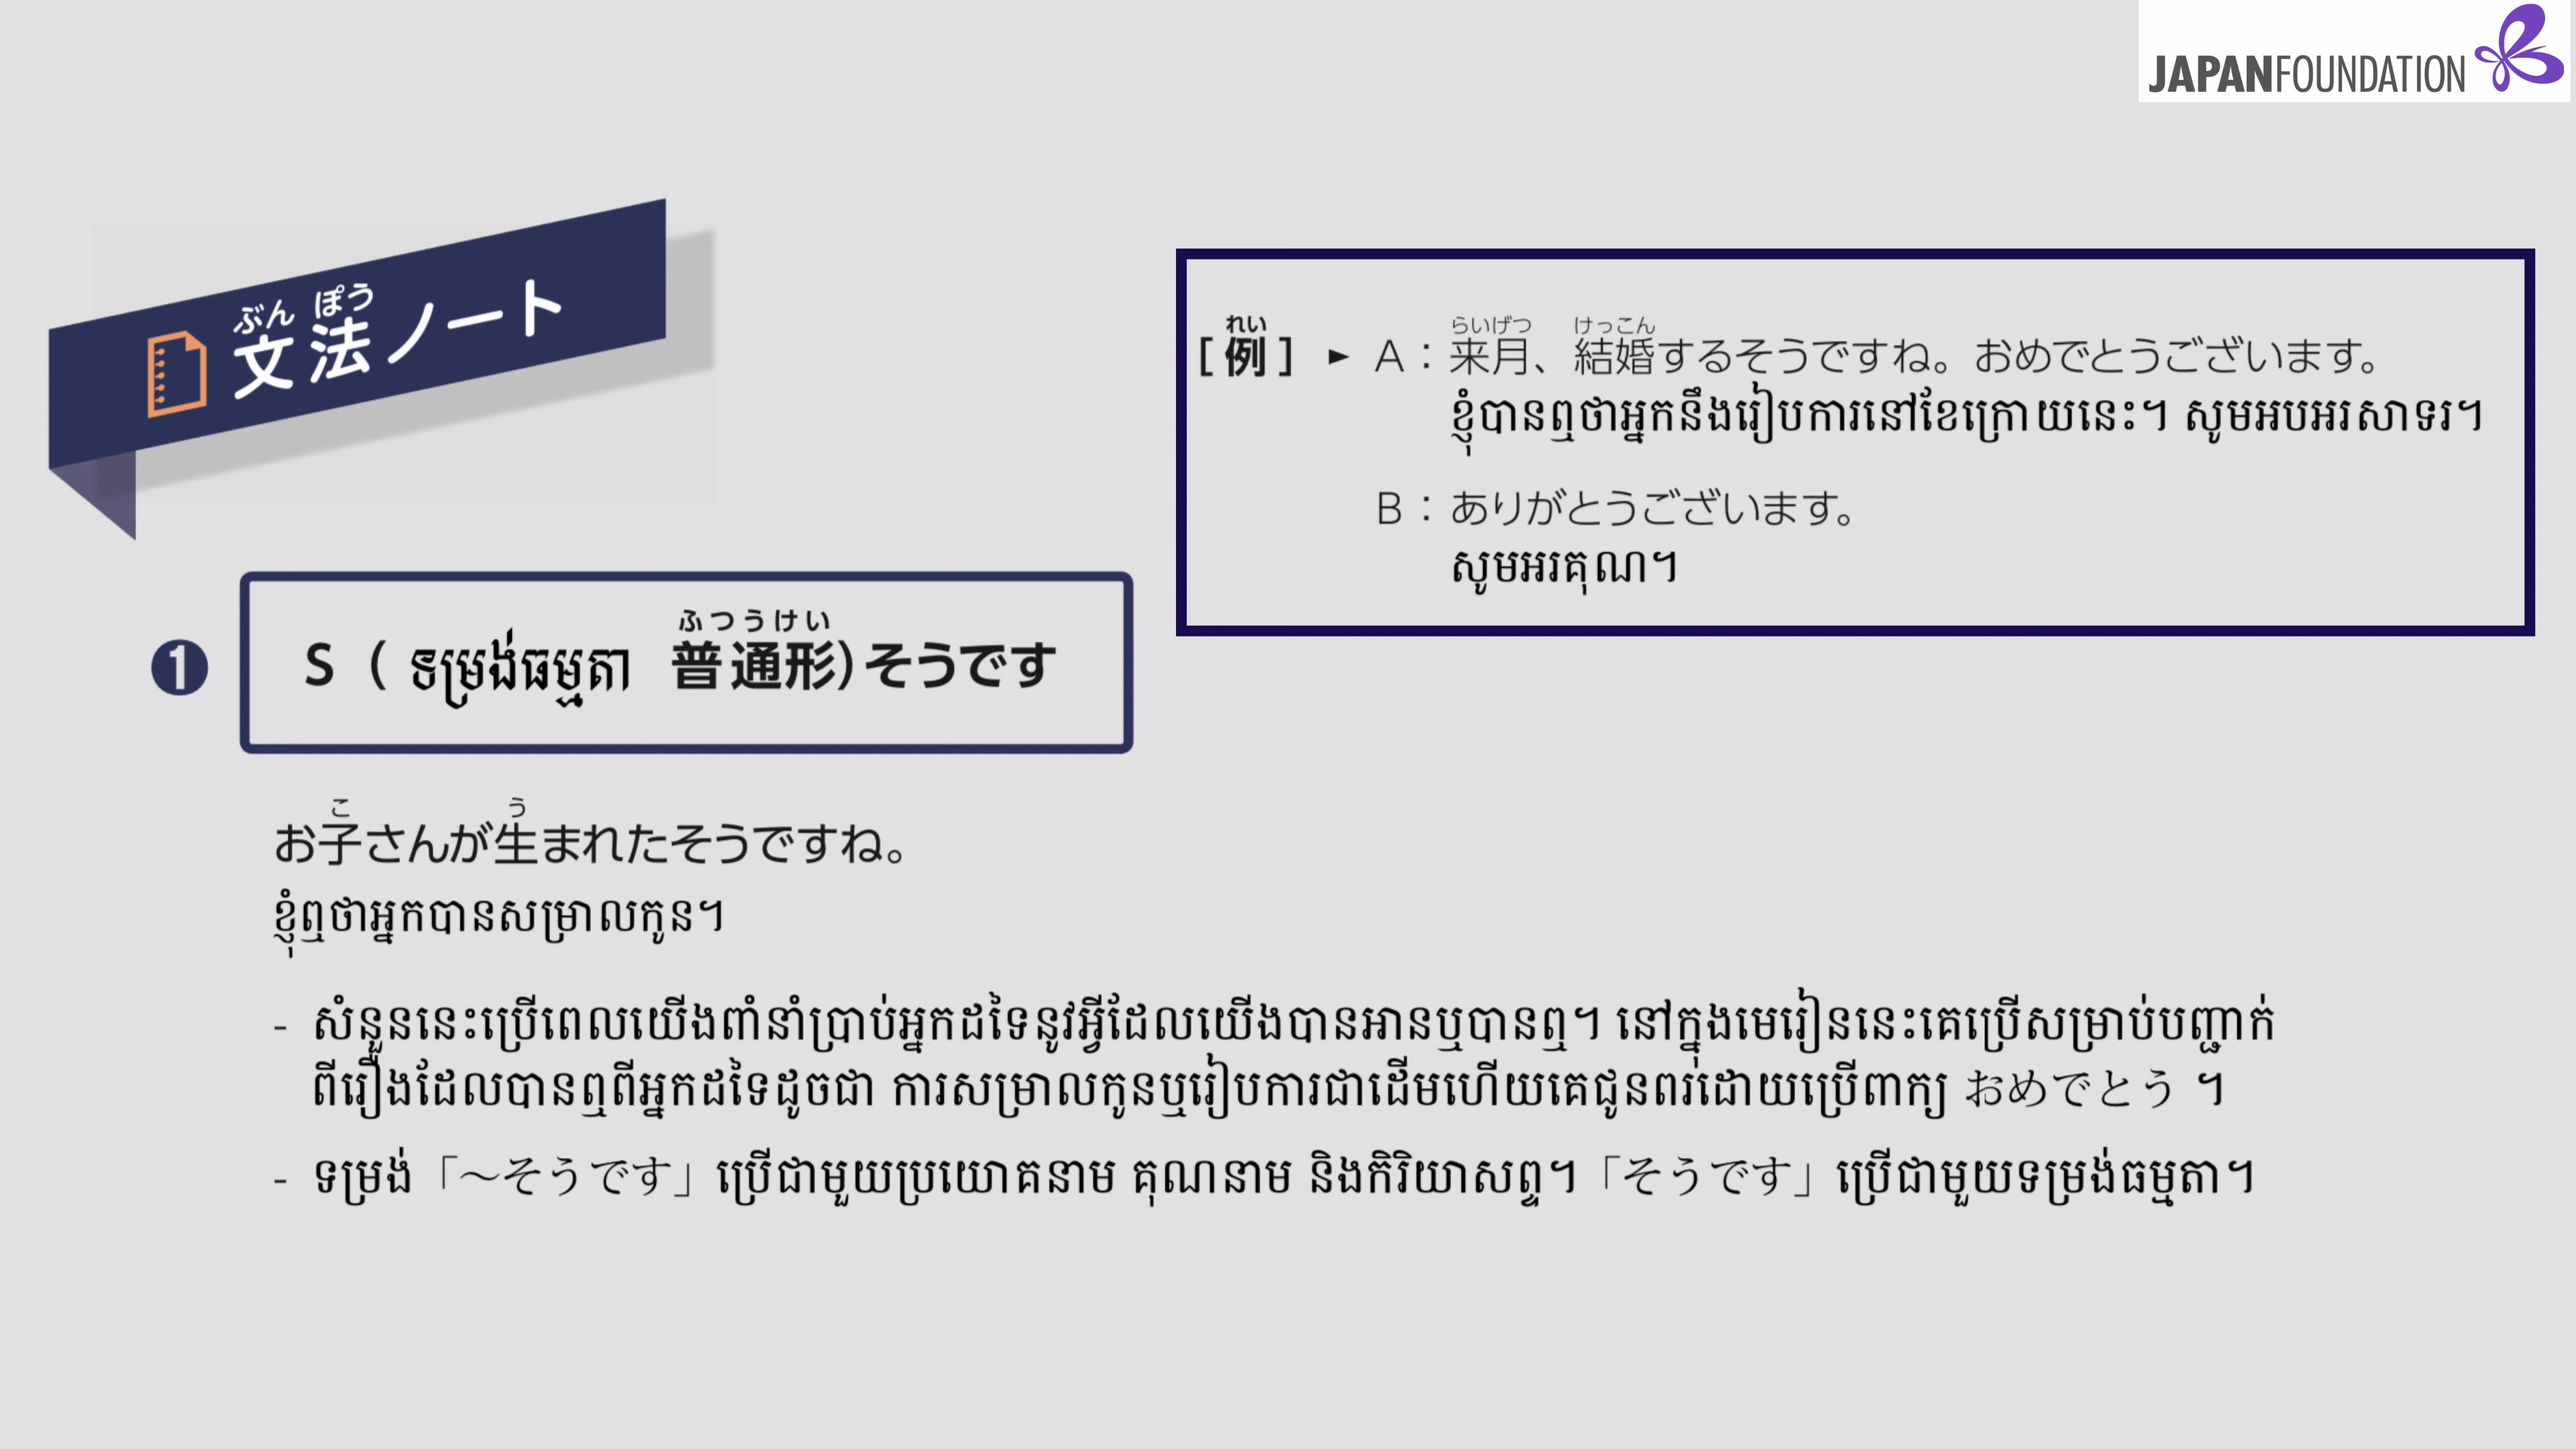 JAPANFOUNDATION
ぶん ぽう
文法ノート
❶
ふつうけい
S ( ទម្រង់ធម្មតា 普通形)そうです
こ う
お子さんが生まれたそうですね。
ខ្ញុំឮថាអ្នកបានសម្រាលកូន។
れい らいげつ けっこん
[例] ► A：来月、結婚するそうですね。おめでとうございます。
ខ្ញុំបានឮថាអ្នកនឹងរៀបការនៅខែក្រោយនេះ។ សូមអបអរសាទរ។
B：ありがとうございます。
សូមអរគុណ។
- សំនួននេះប្រើពេលយើងពាំនាំប្រាប់អ្នកដទៃនូវអ្វីដែលយើងបានអានឬបានឮ។ នៅក្នុងមេរៀននេះគេប្រើសម្រាប់បញ្ជាក់
ពីរឿងដែលបានឮពីអ្នកដទៃដូចជា ការសម្រាលកូនឬរៀបការជាដើមហើយគេជូនពរដោយប្រើពាក្យ おめでとう ។
- ទម្រង់「～そうです」ប្រើជាមួយប្រយោគនាម គុណនាម និងកិរិយាសព្ទ។「そうです」ប្រើជាមួយទម្រង់ធម្មតា។